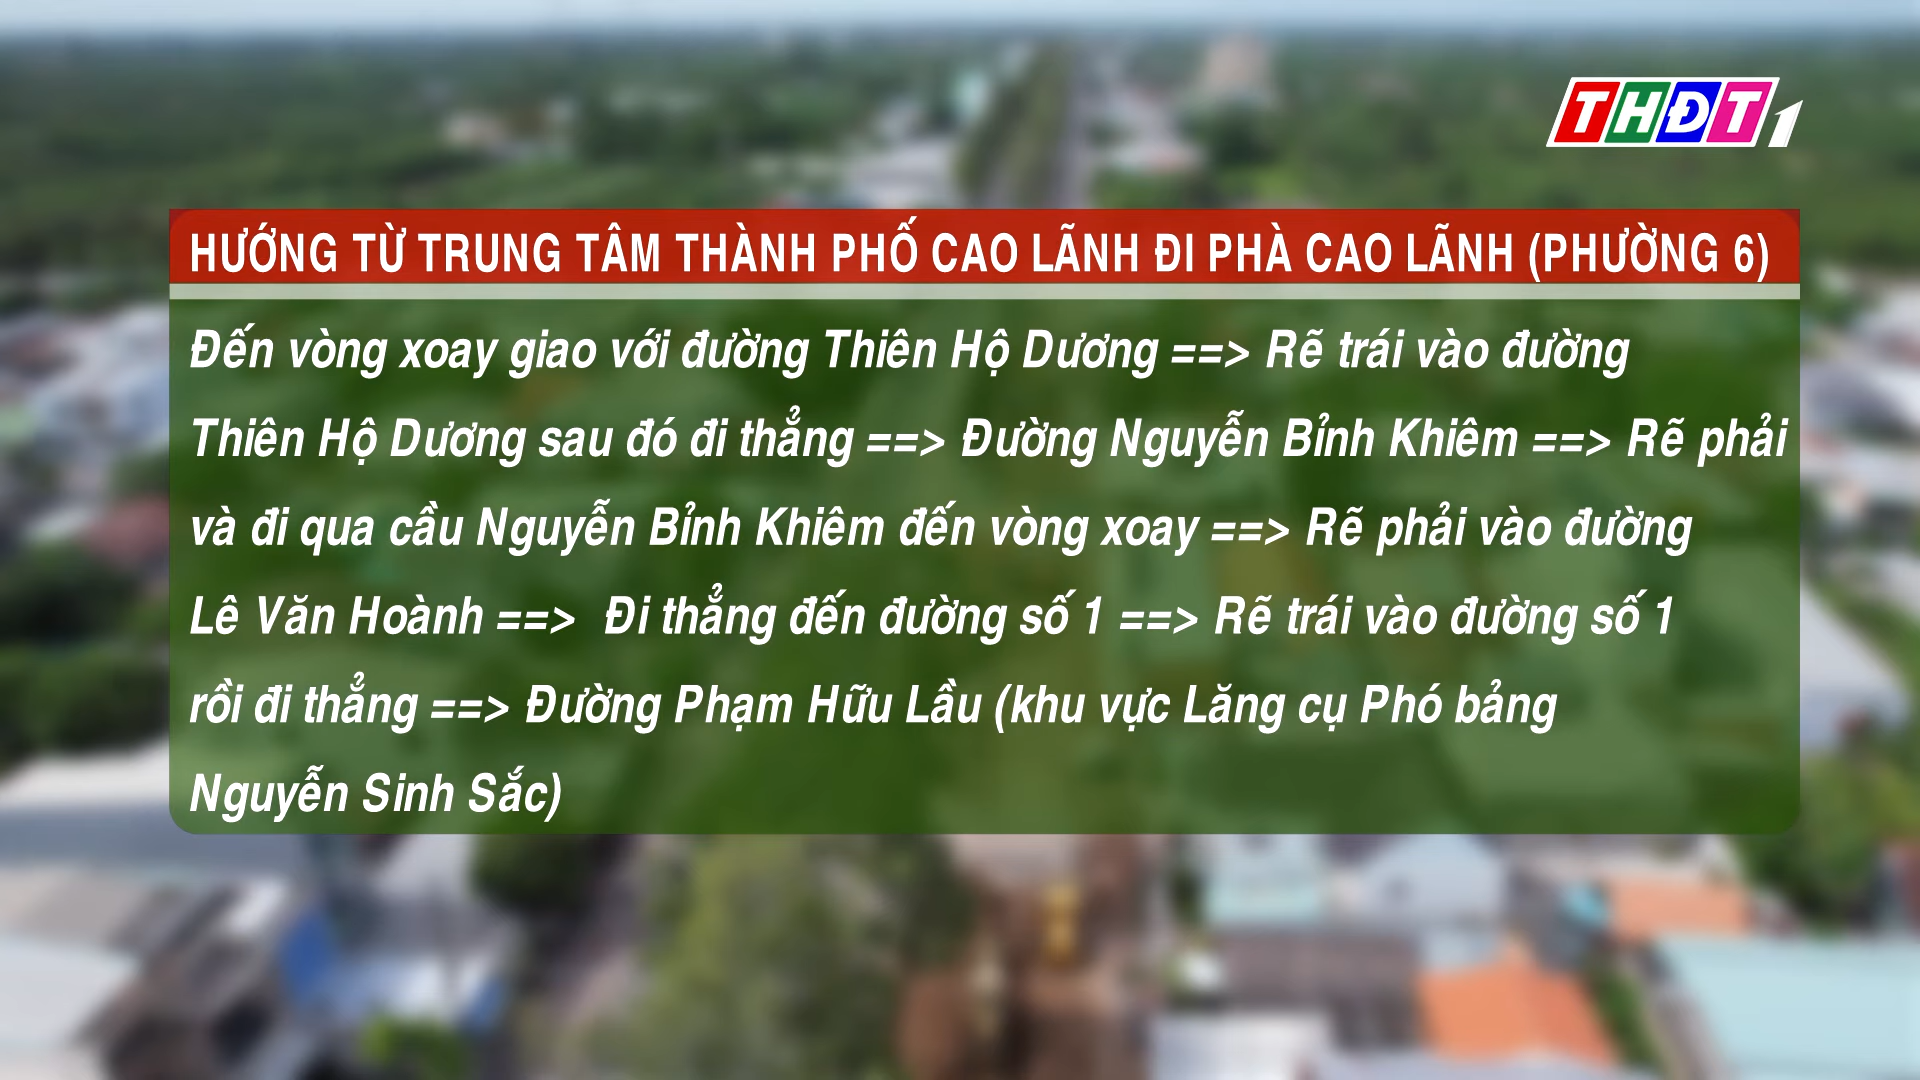 THĐT1
HƯỚNG TỪ TRUNG TÂM THÀNH PHỐ CAO LÃNH ĐI PHÀ CAO LÃNH (PHƯỜNG 6)
Đến vòng xoay giao với đường Thiên Hộ Dương ==> Rẽ trái vào đường
Thiên Hộ Dương sau đó đi thẳng ==> Đường Nguyễn Bỉnh Khiêm ==> Rẽ phải
và đi qua cầu Nguyễn Bỉnh Khiêm đến vòng xoay ==> Rẽ phải vào đường
Lê Văn Hoành ==> Đi thẳng đến đường số 1 ==> Rẽ trái vào đường số 1
rồi đi thẳng ==> Đường Phạm Hữu Lầu (khu vực Lăng cụ Phó bảng
Nguyễn Sinh Sắc)